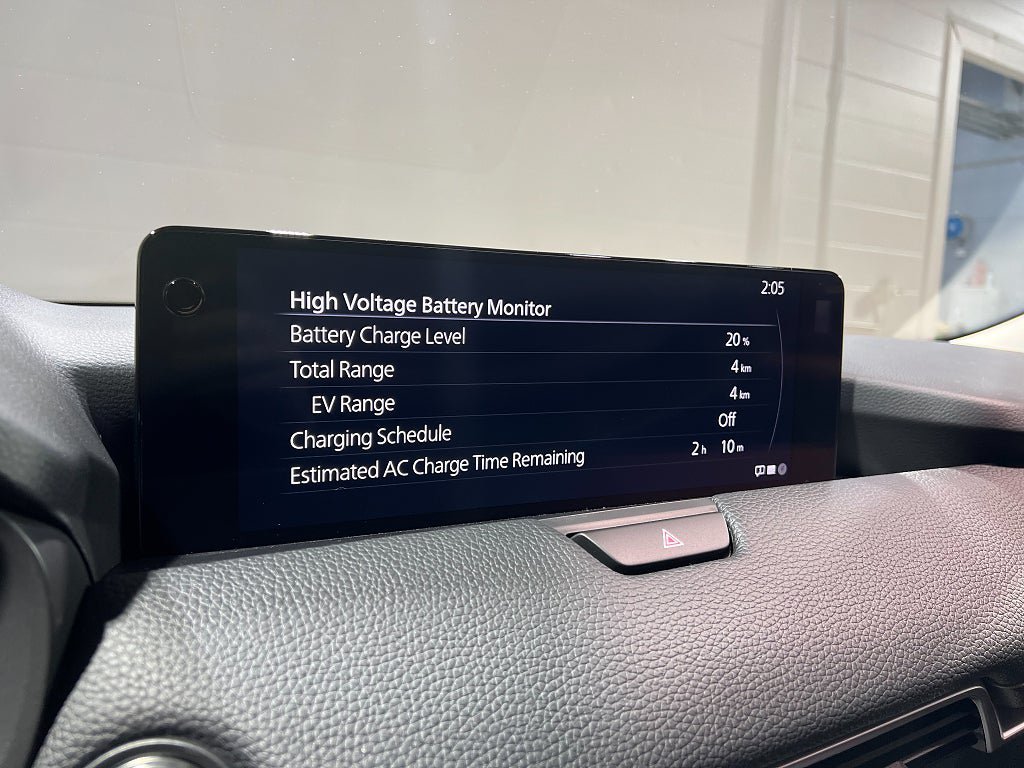 2:05
High Voltage Battery Monitor
Battery Charge Level 20 %
Total Range 4 km
EV Range 4 km
Charging Schedule Off
Estimated AC Charge Time Remaining 2 h 10 m